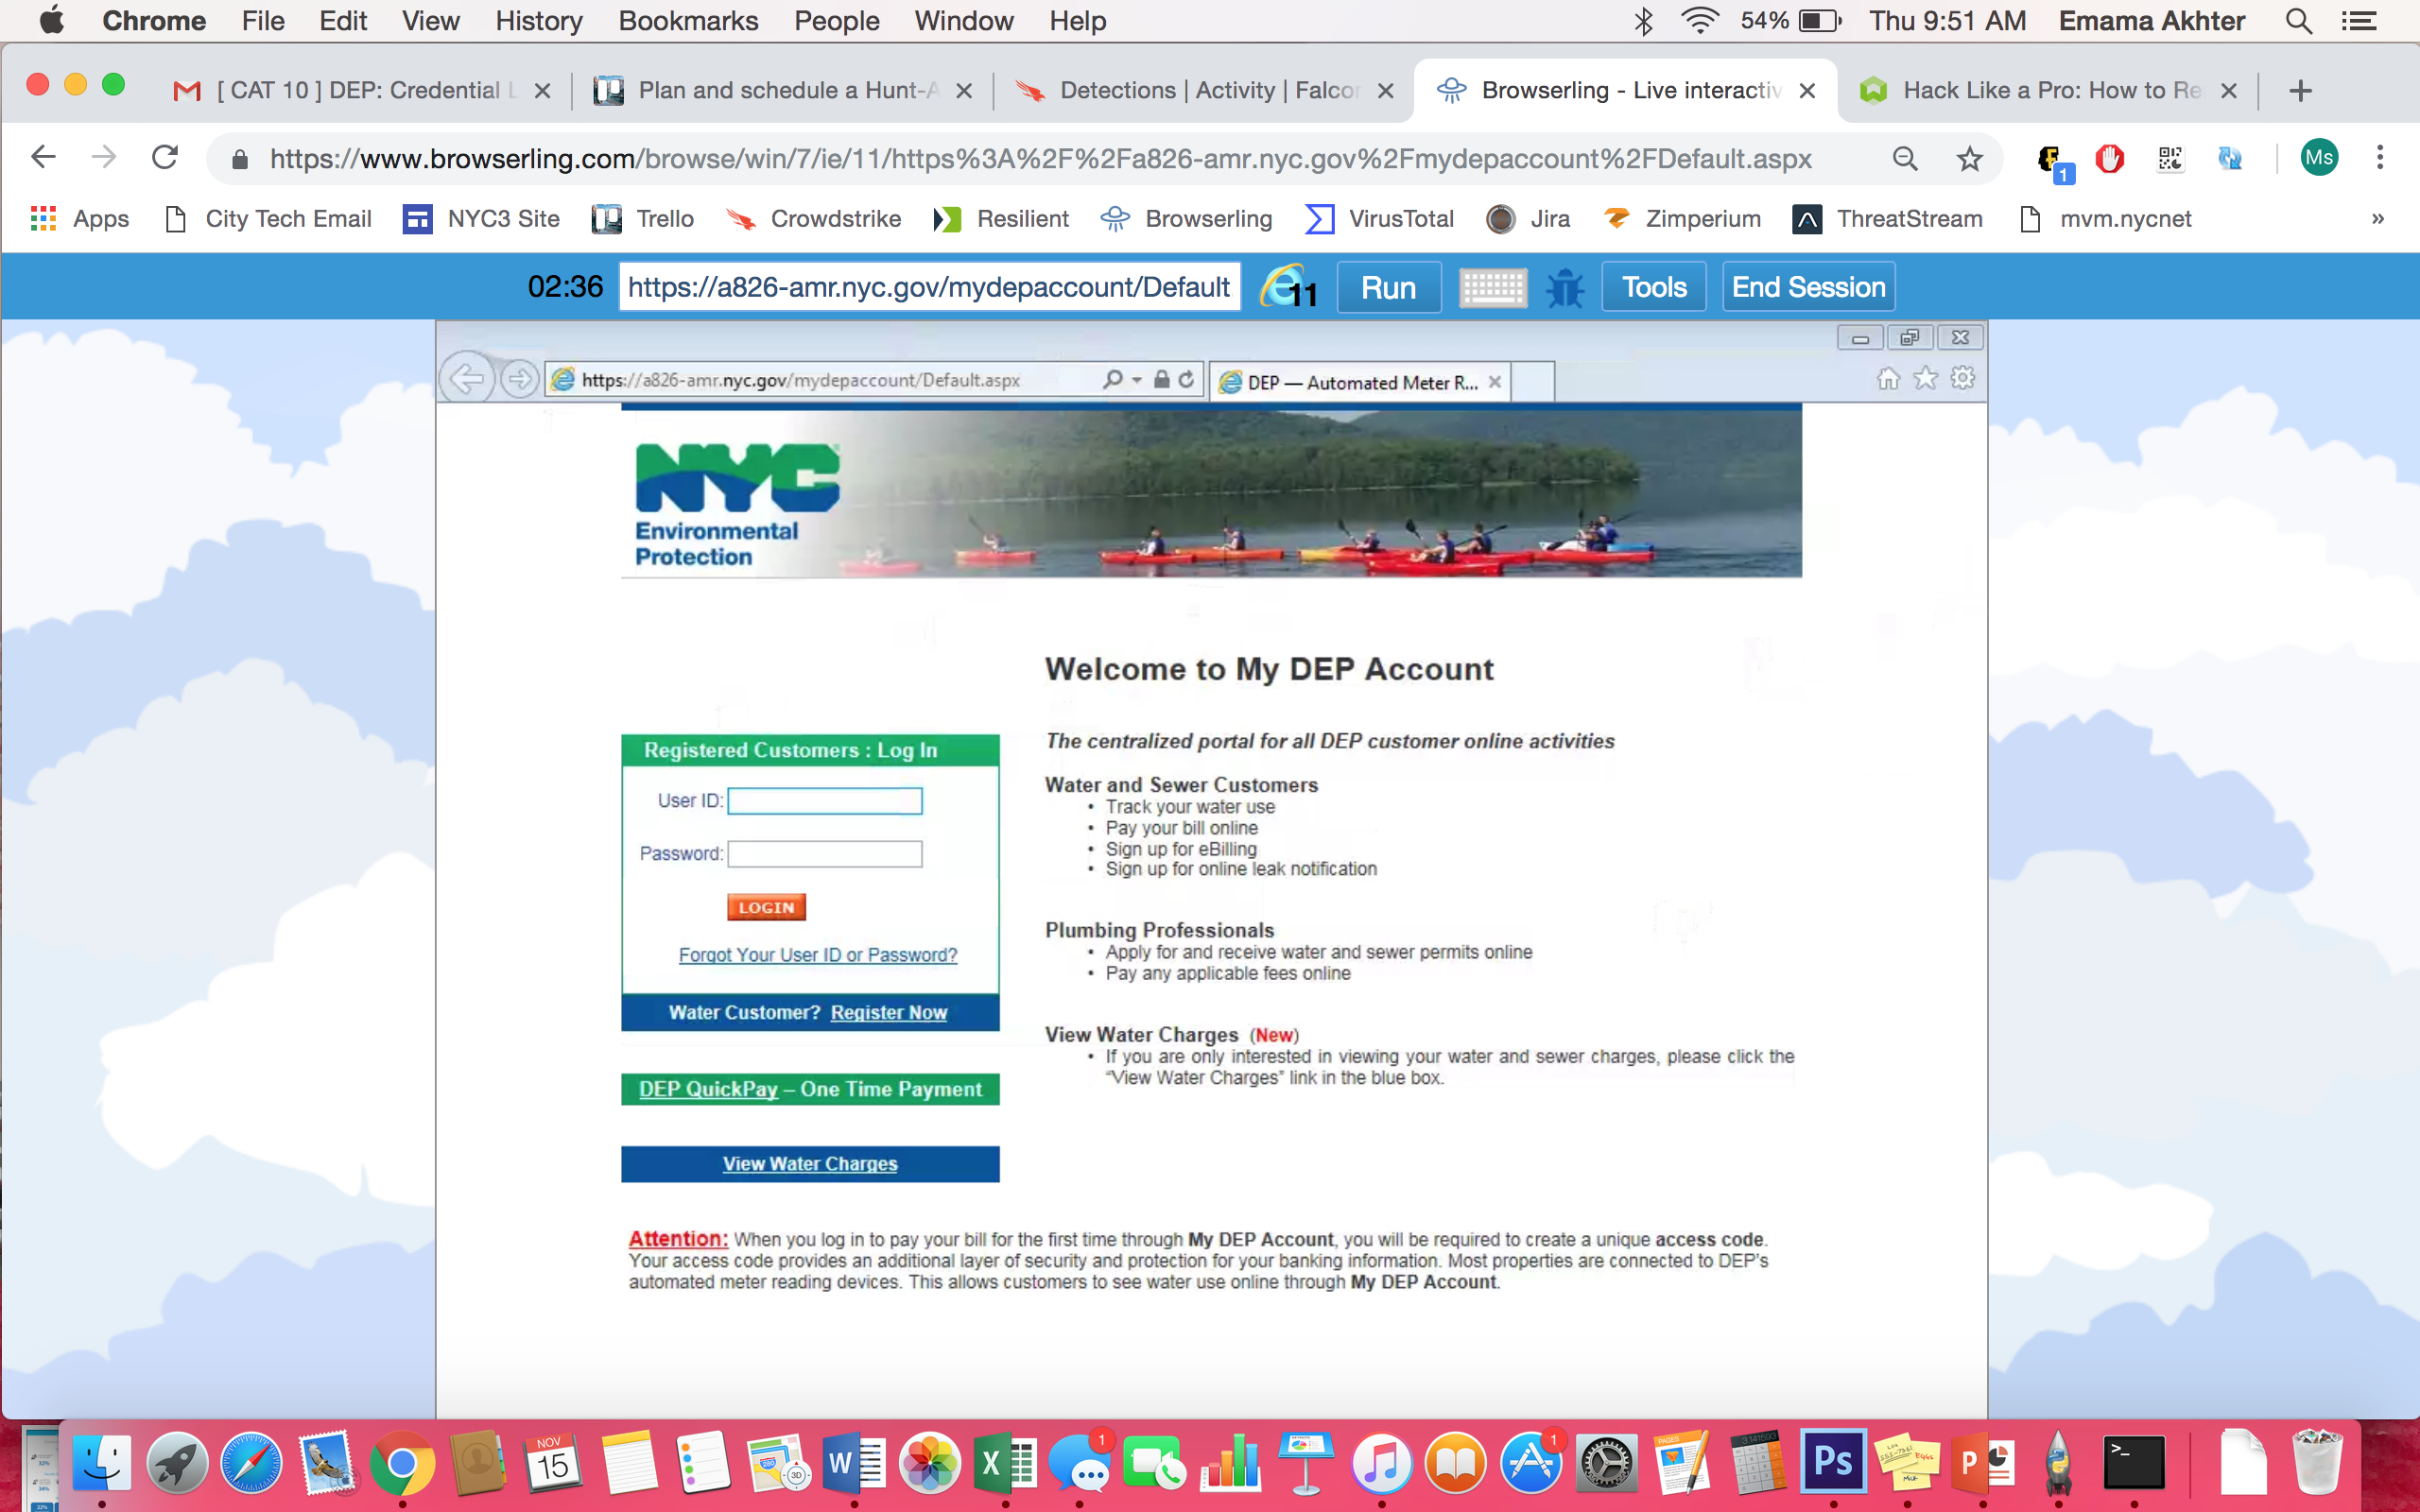 Chrome File Edit View History Bookmarks People Window Help 54% Thu 9:51 AM Emama Akhter
[ CAT 10 ] DEP: Credential L Plan and schedule a Hunt-A Detections | Activity | Falcon Browserling - Live interactiv Hack Like a Pro: How to Re
https://www.browserling.com/browse/win/7/ie/11/https%3A%2F%2Fa826-amr.nyc.gov%2Fmydepaccount%2FDefault.aspx 1 Ms
Apps City Tech Email NYC3 Site Trello Crowdstrike Resilient Browserling VirusTotal Jira Zimperium ThreatStream mvm.nycnet »
02:36 https://a826-amr.nyc.gov/mydepaccount/Default 11 Run Tools End Session
https://a826-amr.nyc.gov/mydepaccount/Default.aspx DEP — Automated Meter R...
NYC
Environmental
Protection
Welcome to My DEP Account
The centralized portal for all DEP customer online activities
Registered Customers : Log In
User ID:
Password:
LOGIN
Forgot Your User ID or Password?
Water Customer? Register Now
DEP QuickPay – One Time Payment
View Water Charges
Water and Sewer Customers
• Track your water use
• Pay your bill online
• Sign up for eBilling
• Sign up for online leak notification
Plumbing Professionals
• Apply for and receive water and sewer permits online
• Pay any applicable fees online
View Water Charges (New)
• If you are only interested in viewing your water and sewer charges, please click the
“View Water Charges” link in the blue box.
Attention: When you log in to pay your bill for the first time through My DEP Account, you will be required to create a unique access code.
Your access code provides an additional layer of security and protection for your banking information. Most properties are connected to DEP's
automated meter reading devices. This allows customers to see water use online through My DEP Account.
NOV
15
3D
W
X
1
1
PAGES
Ps
P
>_